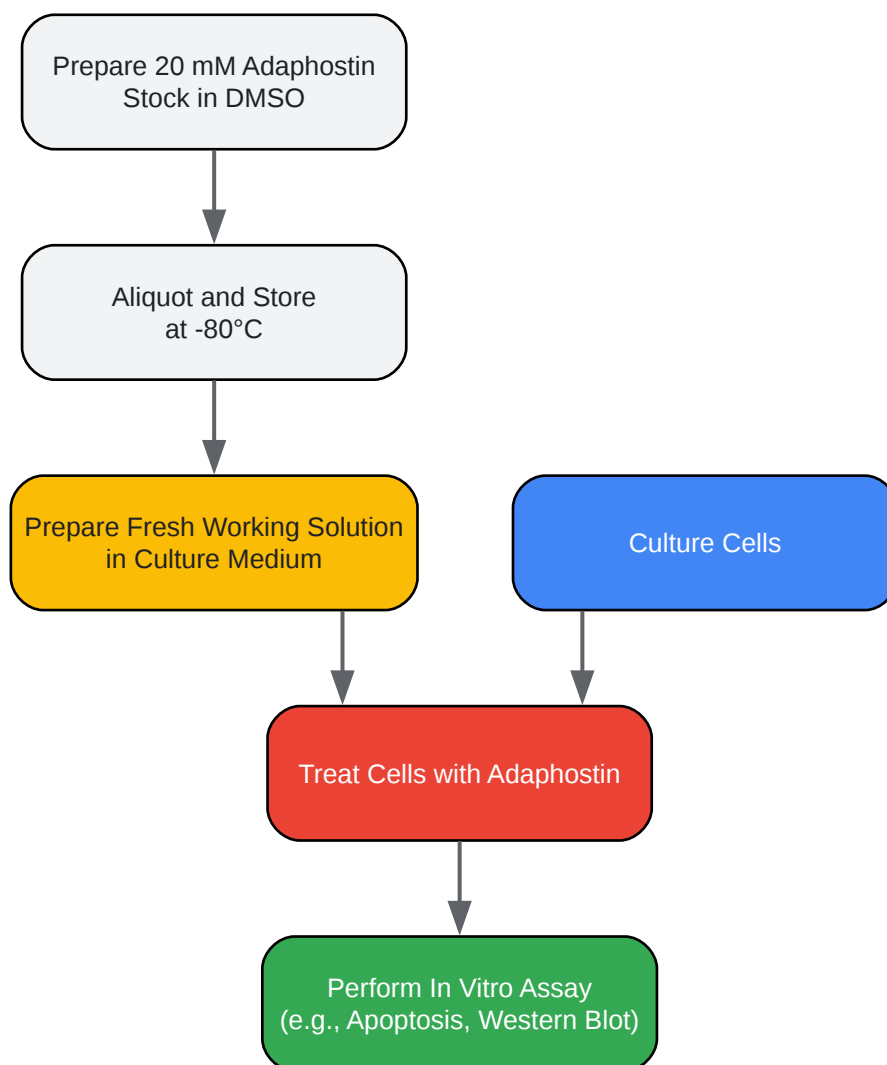 Prepare 20 mM Adaphostin
Stock in DMSO
Aliquot and Store
at -80°C
Prepare Fresh Working Solution
in Culture Medium
Culture Cells
Treat Cells with Adaphostin
Perform In Vitro Assay
(e.g., Apoptosis, Western Blot)